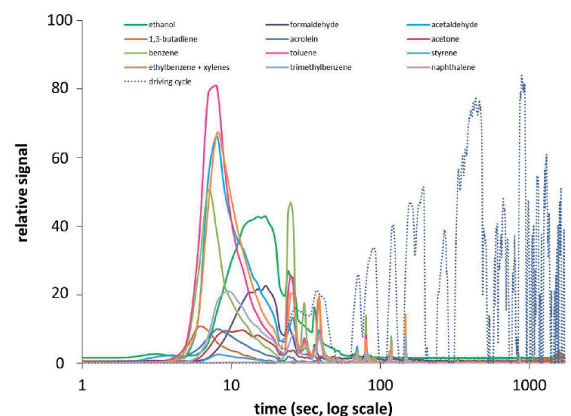 ethanol formaldehyde acetaldehyde
1,3-butadiene acrolein acetone
benzene toluene styrene
ethylbenzene + xylenes trimethylbenzene naphthalene
driving cycle
100
80
60
40
20
0
relative signal
1 10 100 1000
time (sec, log scale)